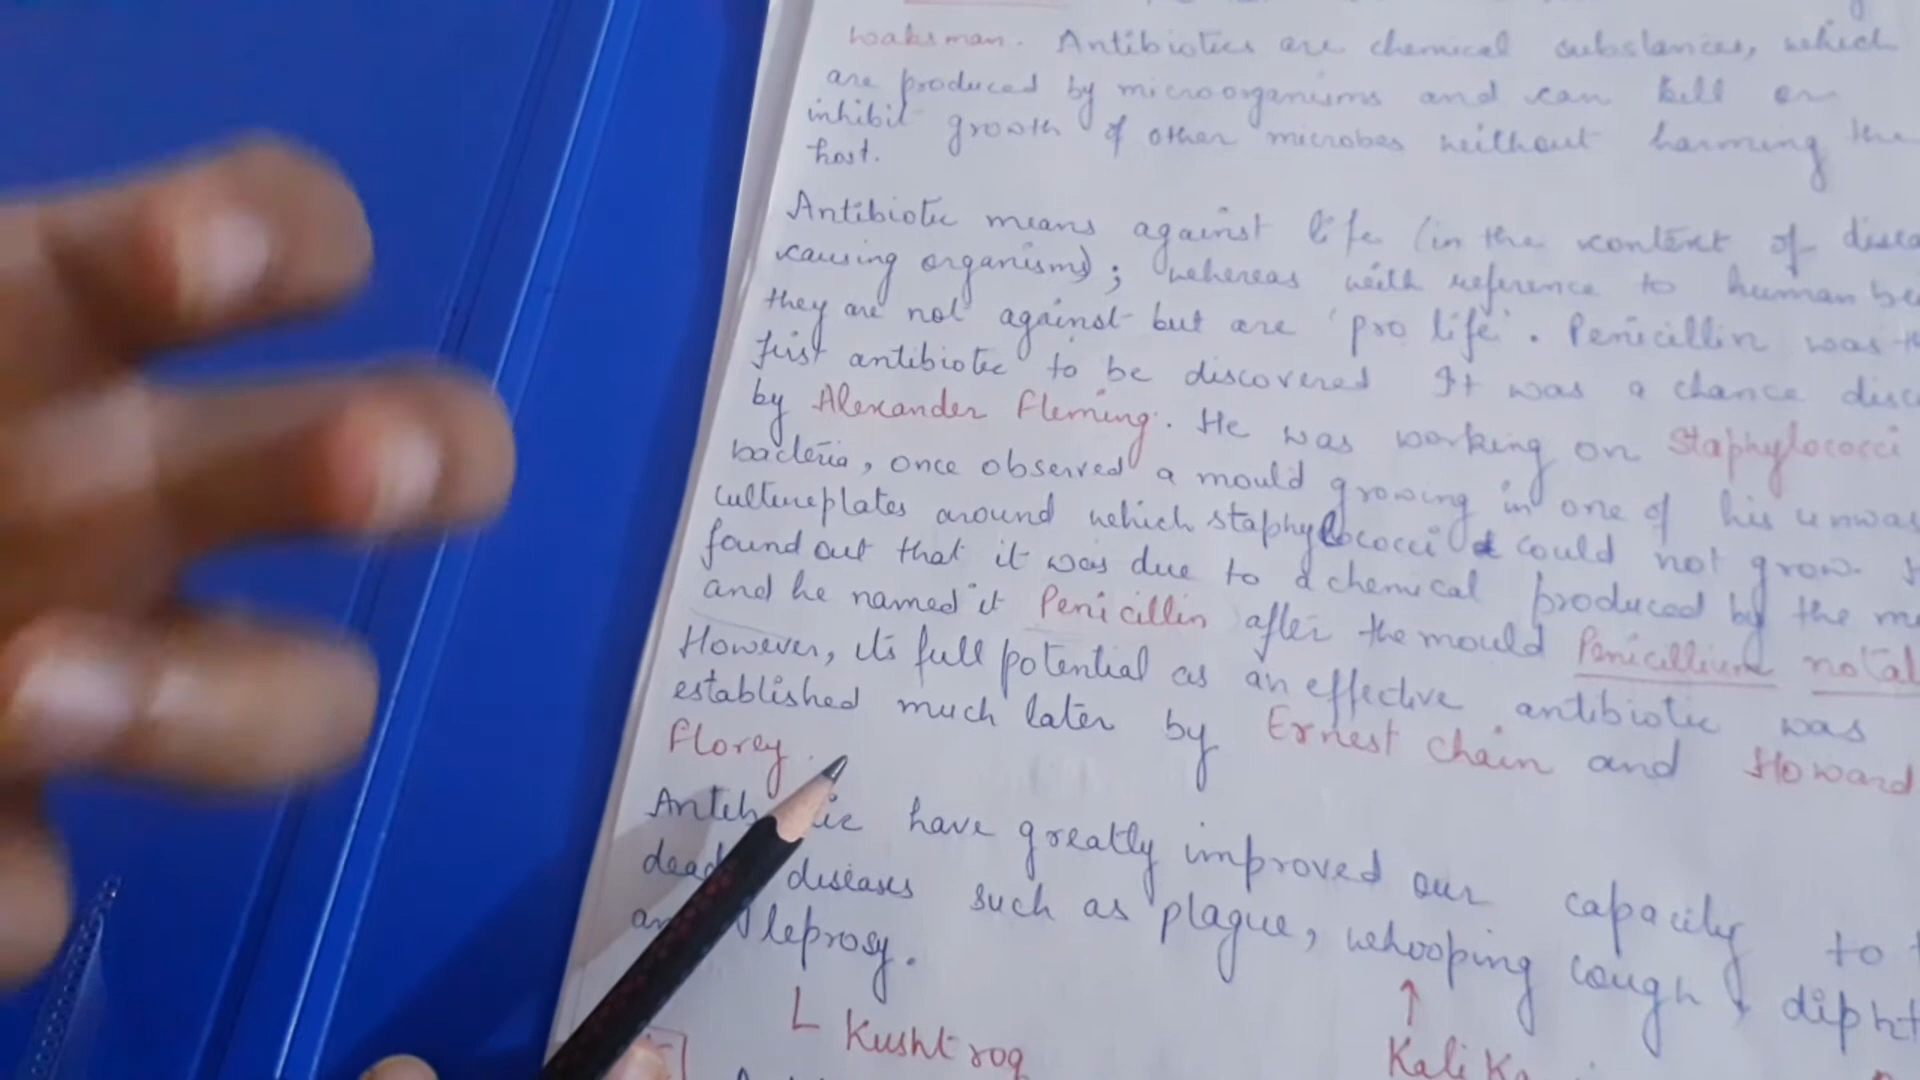 Waksman. Antibiotics are chemical substances, which
are produced by microorganisms and can kill or
inhibit growth of other microbes without harming the
host.
Antibiotic means against life (in the context of disea
causing organisms); whereas with reference to human be
they are not against but are 'pro life'. Penicillin was t
first antibiotic to be discovered It was a chance disc
by Alexander Fleming. He was working on Staphylococci
bacteria, once observed a mould growing in one of his unwas
cultureplates around which staphylococci could not grow.
found out that it was due to a chemical produced by the m
and he named it Penicillin after the mould Penicillium notat
However, its full potential as an effective antibiotic was
established much later by Ernest Chain and Howard
Florey.
have greatly improved our capacity to t
diseases such as plague, whooping cough & dipht
leprosy.
Kusht rog
Kali Ka